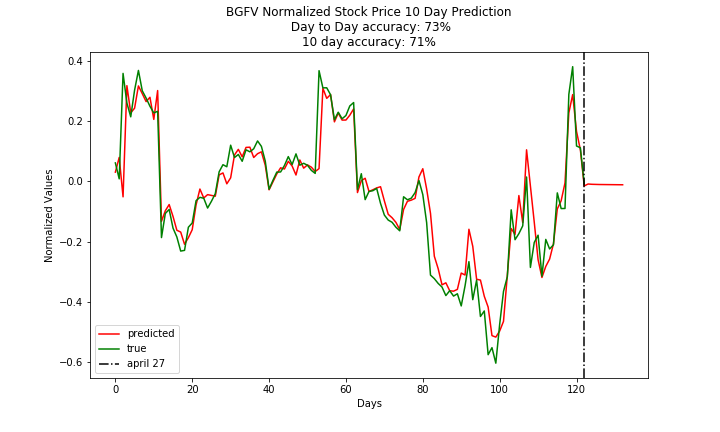 BGFV Normalized Stock Price 10 Day Prediction
Day to Day accuracy: 73%
10 day accuracy: 71%
Normalized Values
0.4
0.2
0.0
−0.2
−0.4
−0.6
predicted
true
april 27
0 20 40 60 80 100 120
Days